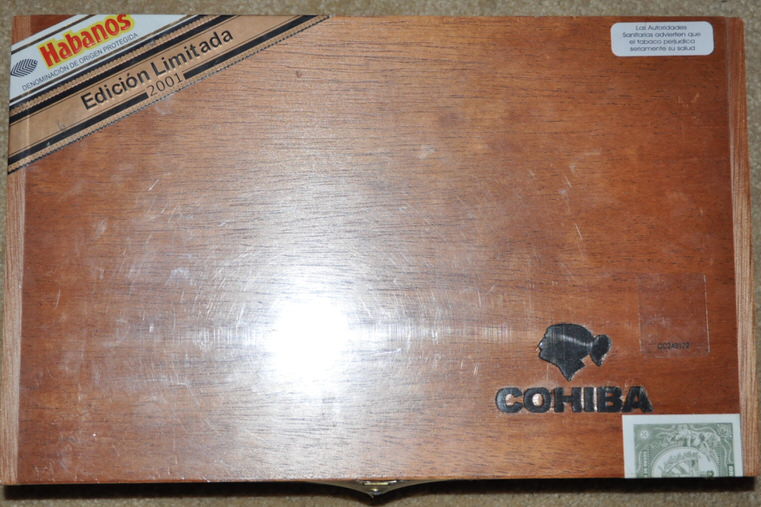 Habanos
DENOMINACIÓN DE ORIGEN PROTEGIDA
Edición Limitada
2001
Las Autoridades
Sanitarias advierten que
el tabaco perjudica
seriamente su salud
COHIBA